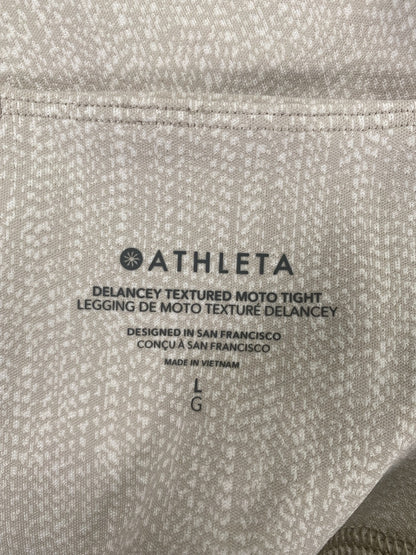 ATHLETA
DELANCEY TEXTURED MOTO TIGHT
LEGGING DE MOTO TEXTURÉ DELANCEY
DESIGNED IN SAN FRANCISCO
CONÇU À SAN FRANCISCO
MADE IN VIETNAM
L
G